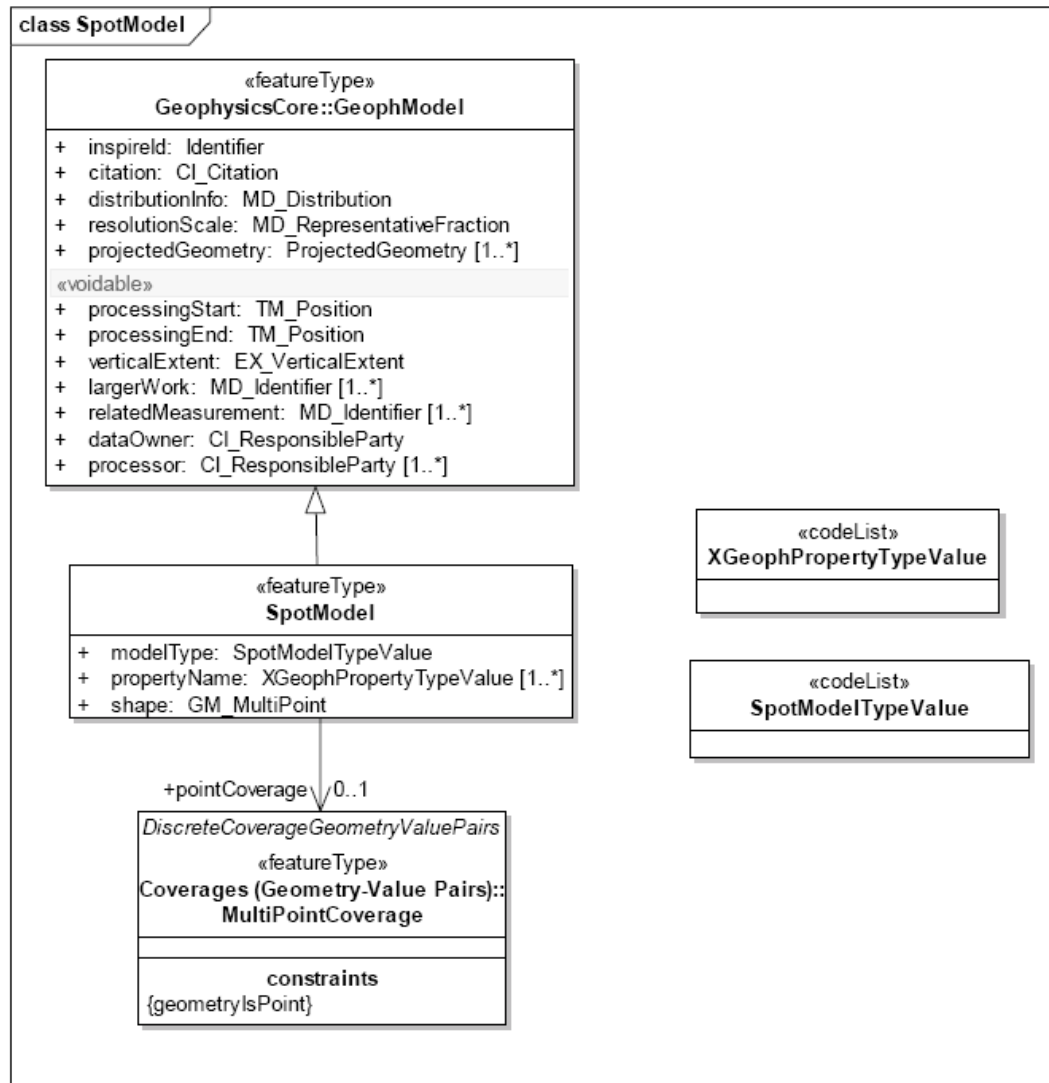 class SpotModel
«featureType»
GeophysicsCore::GeophModel
+ inspireId: Identifier
+ citation: CI_Citation
+ distributionInfo: MD_Distribution
+ resolutionScale: MD_RepresentativeFraction
+ projectedGeometry: ProjectedGeometry [1..*]
«voidable»
+ processingStart: TM_Position
+ processingEnd: TM_Position
+ verticalExtent: EX_VerticalExtent
+ largerWork: MD_Identifier [1..*]
+ relatedMeasurement: MD_Identifier [1..*]
+ dataOwner: CI_ResponsibleParty
+ processor: CI_ResponsibleParty [1..*]
«featureType»
SpotModel
+ modelType: SpotModelTypeValue
+ propertyName: XGeophPropertyTypeValue [1..*]
+ shape: GM_MultiPoint
+pointCoverage 0..1
DiscreteCoverageGeometryValuePairs
«featureType»
Coverages (Geometry-Value Pairs)::
MultiPointCoverage
constraints
{geometryIsPoint}
«codeList»
XGeophPropertyTypeValue
«codeList»
SpotModelTypeValue